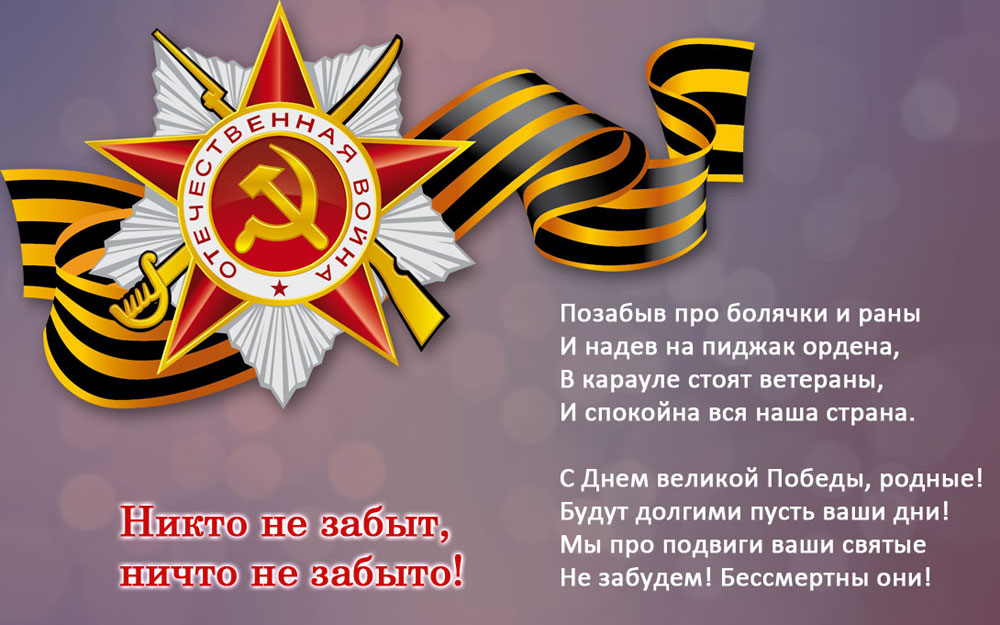 ОТЕЧЕСТВЕННАЯ ВОЙНА
Позабыв про болячки и раны
И надев на пиджак ордена,
В карауле стоят ветераны,
И спокойна вся наша страна.
С Днем великой Победы, родные!
Будут долгими пусть ваши дни!
Мы про подвиги ваши святые
Не забудем! Бессмертны они!
Никто не забыт,
ничто не забыто!